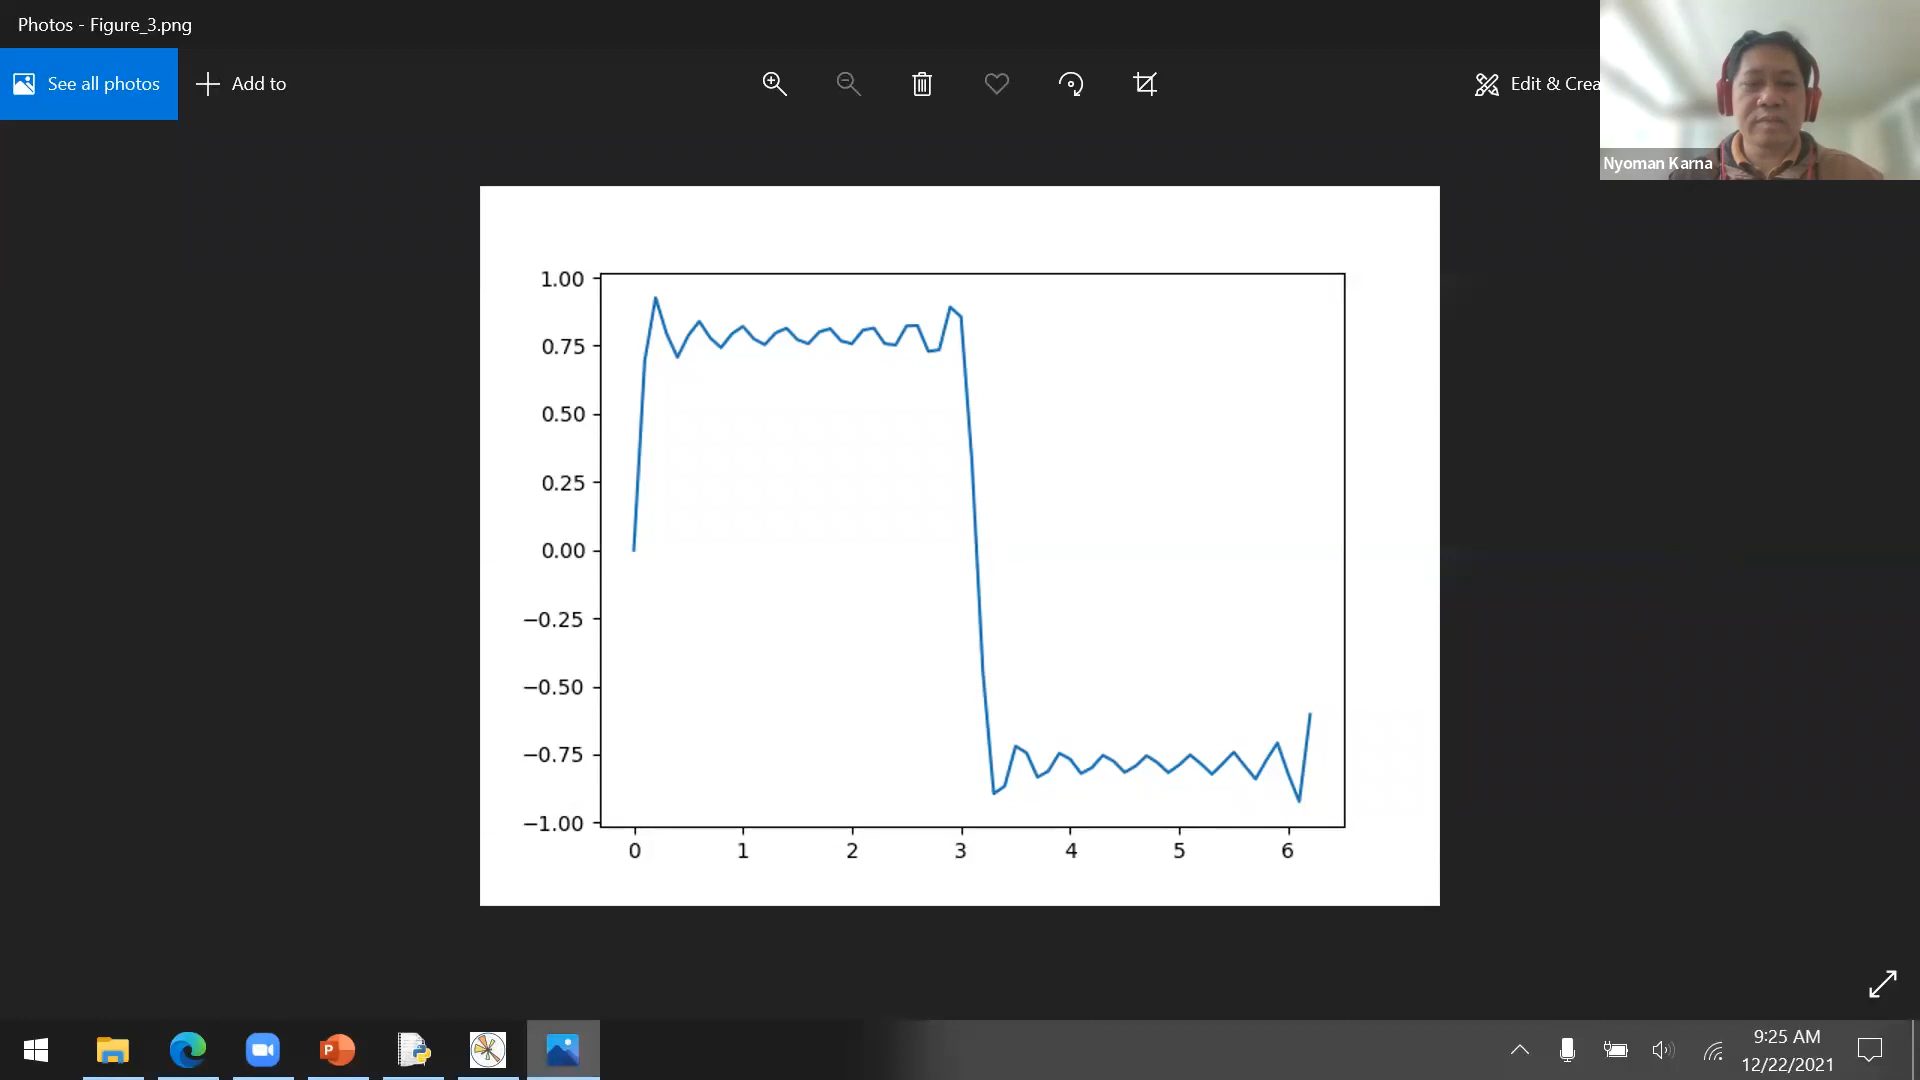 Photos - Figure_3.png
See all photos
Add to
Edit & Crea
Nyoman Karna
1.00
0.75
0.50
0.25
0.00
−0.25
−0.50
−0.75
−1.00
0 1 2 3 4 5 6
P
9:25 AM
12/22/2021